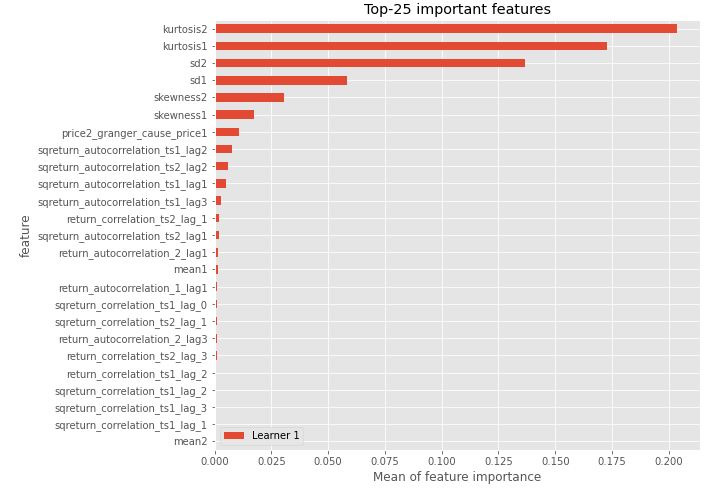 Top-25 important features
kurtosis2
kurtosis1
sd2
sd1
skewness2
skewness1
price2_granger_cause_price1
sqreturn_autocorrelation_ts1_lag2
sqreturn_autocorrelation_ts2_lag2
sqreturn_autocorrelation_ts1_lag1
sqreturn_autocorrelation_ts1_lag3
return_correlation_ts2_lag_1
sqreturn_autocorrelation_ts2_lag1
return_autocorrelation_2_lag1
mean1
return_autocorrelation_1_lag1
sqreturn_correlation_ts1_lag_0
sqreturn_correlation_ts2_lag_1
return_autocorrelation_2_lag3
return_correlation_ts2_lag_3
return_correlation_ts1_lag_2
sqreturn_correlation_ts1_lag_2
sqreturn_correlation_ts1_lag_3
sqreturn_correlation_ts1_lag_1
mean2
feature
Learner 1
0.000 0.025 0.050 0.075 0.100 0.125 0.150 0.175 0.200
Mean of feature importance